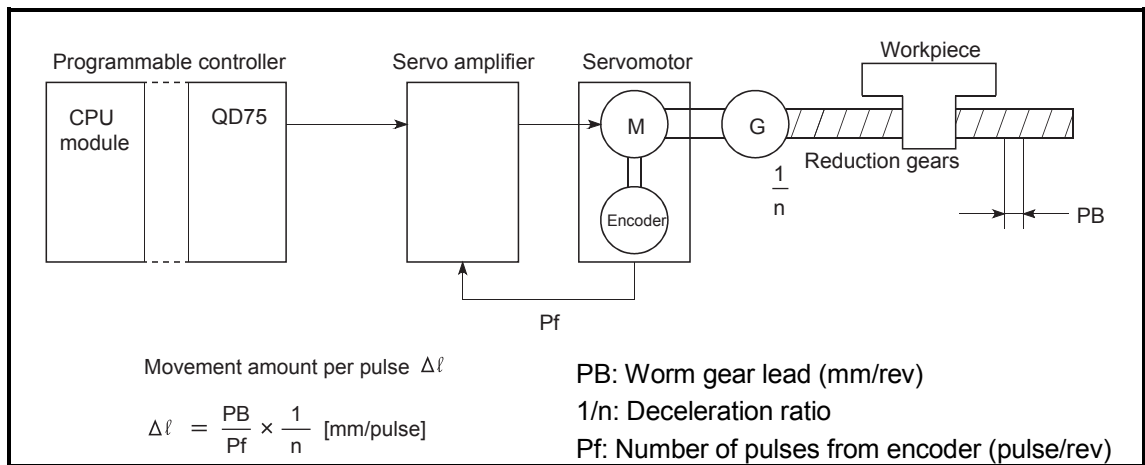 Programmable controller
Servo amplifier
Servomotor
Workpiece
CPU
module
QD75
M
G
Encoder
Reduction gears
1
n
PB
Pf
Movement amount per pulse Δℓ
Δℓ = PB/Pf × 1/n [mm/pulse]
PB: Worm gear lead (mm/rev)
1/n: Deceleration ratio
Pf: Number of pulses from encoder (pulse/rev)